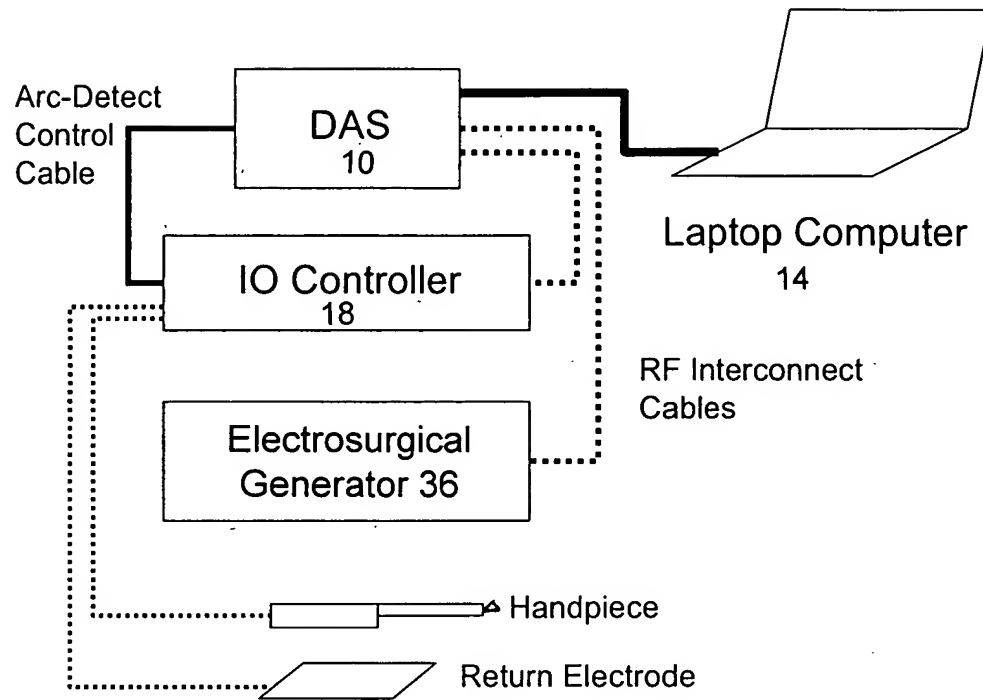 Arc-Detect
Control
Cable
DAS
10
Laptop Computer
14
IO Controller
18
RF Interconnect
Cables
Electrosurgical
Generator 36
Handpiece
Return Electrode